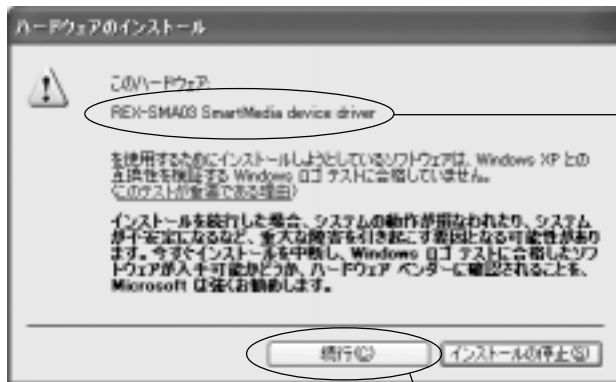 ハードウェアのインストール
このハードウェア:
REX-SMA03 SmartMedia device driver
を使用するためにインストールしようとしているソフトウェアは、Windows XP との
互換性を検証する Windows ロゴ テストに合格していません。
(このテストが重要である理由)
インストールを続行した場合、システムの動作が損なわれたり、システム
が不安定になるなど、重大な障害を引き起こす要因となる可能性があり
ます。今すぐインストールを中断し、Windows ロゴ テストに合格したソフ
トウェアが入手可能かどうか、ハードウェア ベンダーに確認されることを、
Microsoft は強くお勧めします。
続行(C)
インストールの停止(S)